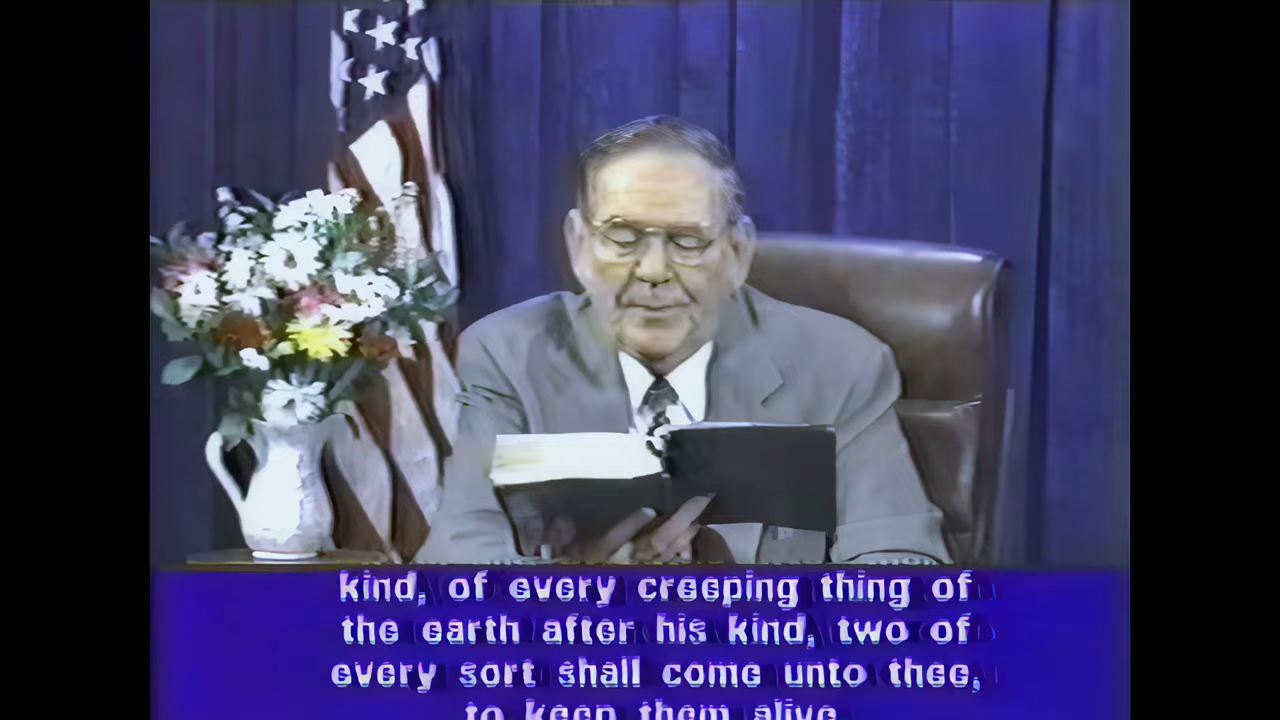 kind, of every creeping thing of
the earth after his kind, two of
every sort shall come unto thee,
to keep them alive